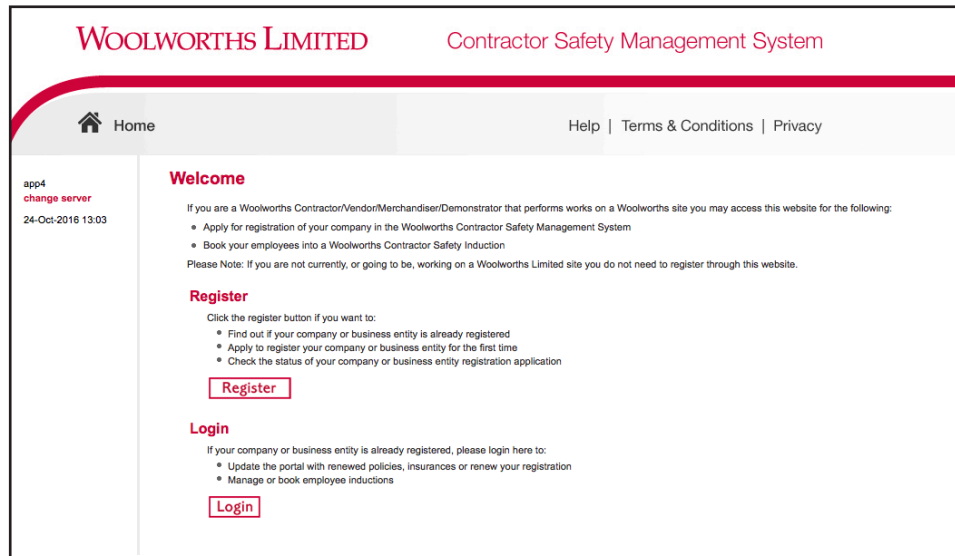 WOOLWORTHS LIMITED
Contractor Safety Management System
Home
Help | Terms & Conditions | Privacy
app4
change server
24-Oct-2016 13:03
Welcome
If you are a Woolworths Contractor/Vendor/Merchandiser/Demonstrator that performs works on a Woolworths site you may access this website for the following:
Apply for registration of your company in the Woolworths Contractor Safety Management System
Book your employees into a Woolworths Contractor Safety Induction
Please Note: If you are not currently, or going to be, working on a Woolworths Limited site you do not need to register through this website.
Register
Click the register button if you want to:
Find out if your company or business entity is already registered
Apply to register your company or business entity for the first time
Check the status of your company or business entity registration application
Register
Login
If your company or business entity is already registered, please login here to:
Update the portal with renewed policies, insurances or renew your registration
Manage or book employee inductions
Login